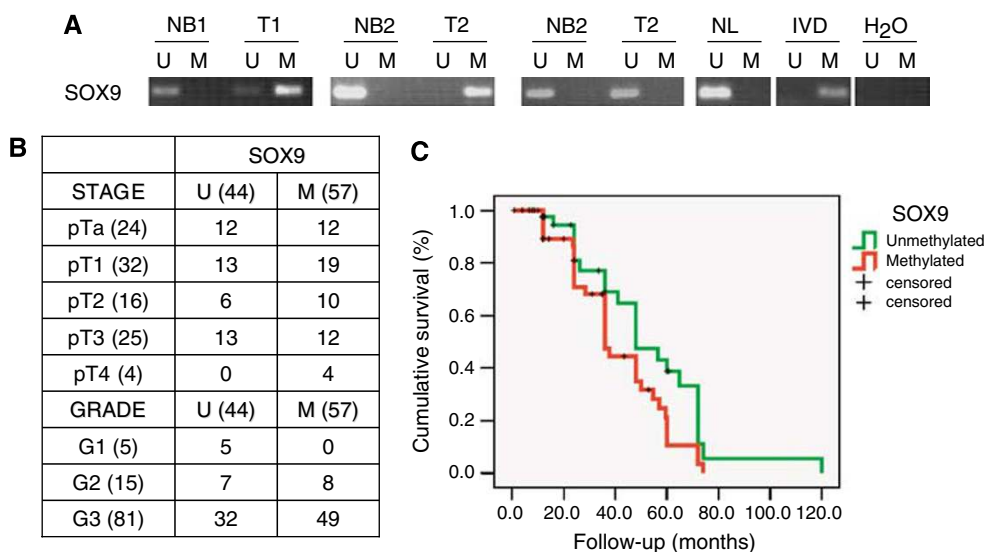 A
NB1 T1 NB2 T2 NB2 T2 NL IVD H2O
U M U M U M U M U M U M U M U M U M
SOX9
B
SOX9
STAGE U (44) M (57)
pTa (24) 12 12
pT1 (32) 13 19
pT2 (16) 6 10
pT3 (25) 13 12
pT4 (4) 0 4
GRADE U (44) M (57)
G1 (5) 5 0
G2 (15) 7 8
G3 (81) 32 49
C
Cumulative survival (%)
1.0
0.8
0.6
0.4
0.2
0.0
0.0 20.0 40.0 60.0 80.0 100.0 120.0
Follow-up (months)
SOX9
Unmethylated
Methylated
censored
censored